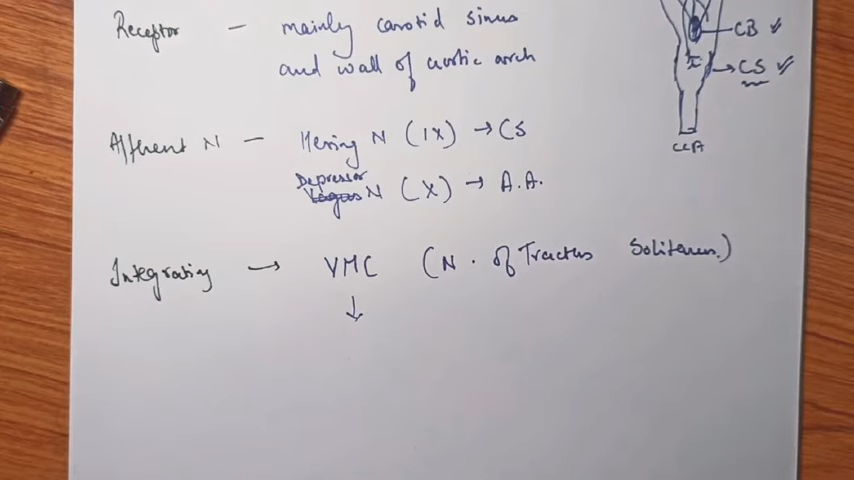 Receptor - mainly carotid sinus
and wall of aortic arch
CB ✓
I
→ CS ✓✓
CCA
Afferent N - Hering N (IX) → CS
Depressor
N (X) → A.A.
Integrating → VMC (N. of Tractus Solitarius.)
↓